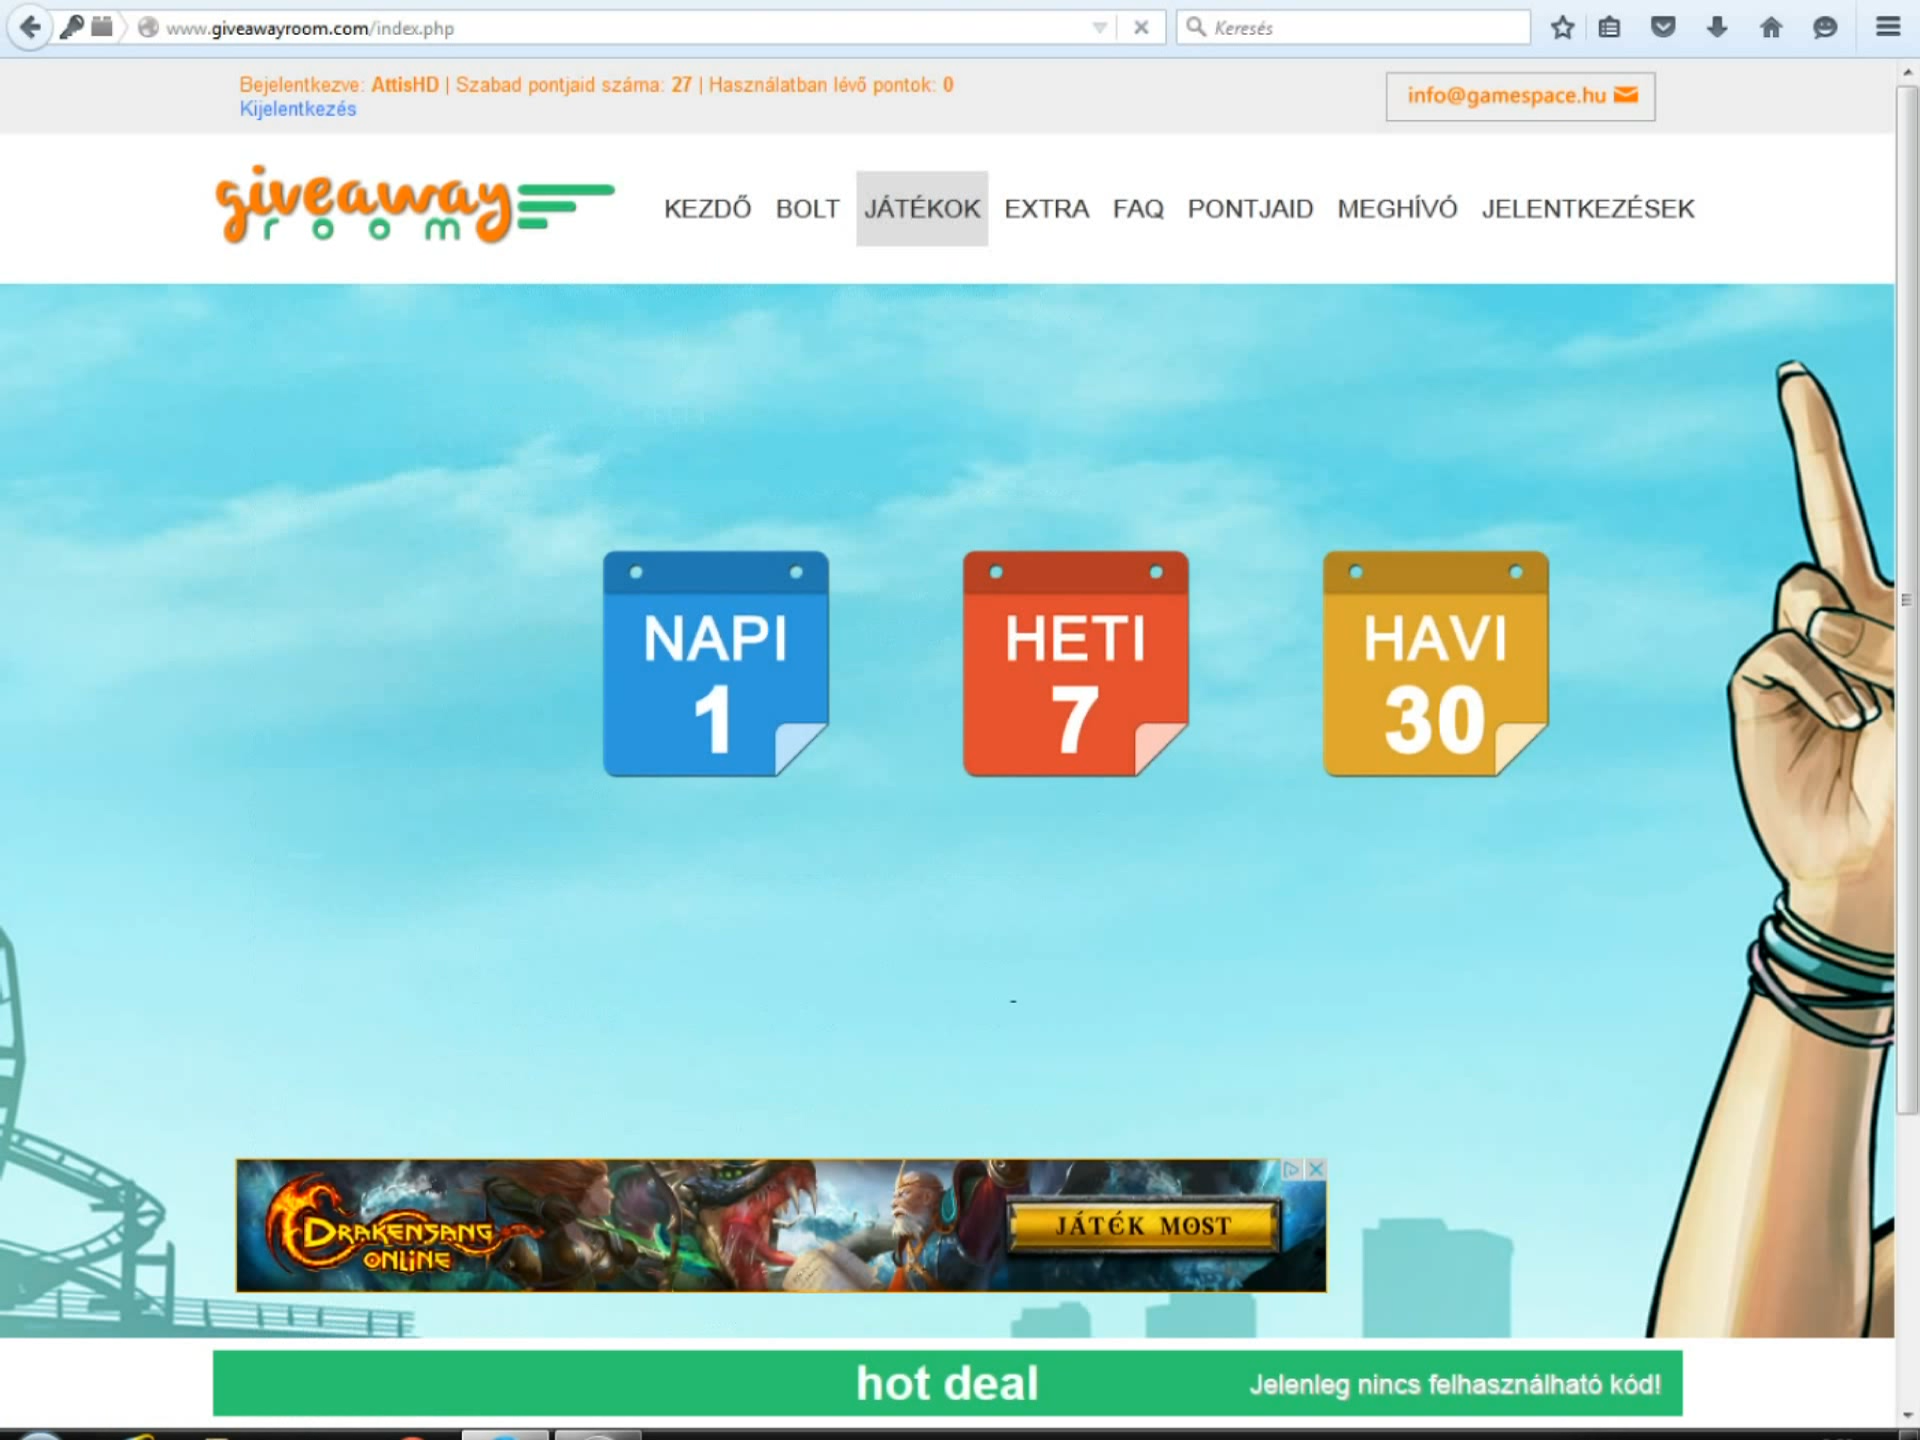 www.giveawayroom.com/index.php
Keresés
Bejelentkezve: AttisHD | Szabad pontjaid száma: 27 | Használatban lévő pontok: 0
Kijelentkezés
info@gamespace.hu
giveaway
room
KEZDŐ BOLT JÁTÉKOK EXTRA FAQ PONTJAID MEGHÍVÓ JELENTKEZÉSEK
NAPI
1
HETI
7
HAVI
30
-
DRAKENSANG
ONLINE
JÁTÉK MOST
hot deal
Jelenleg nincs felhasználható kód!